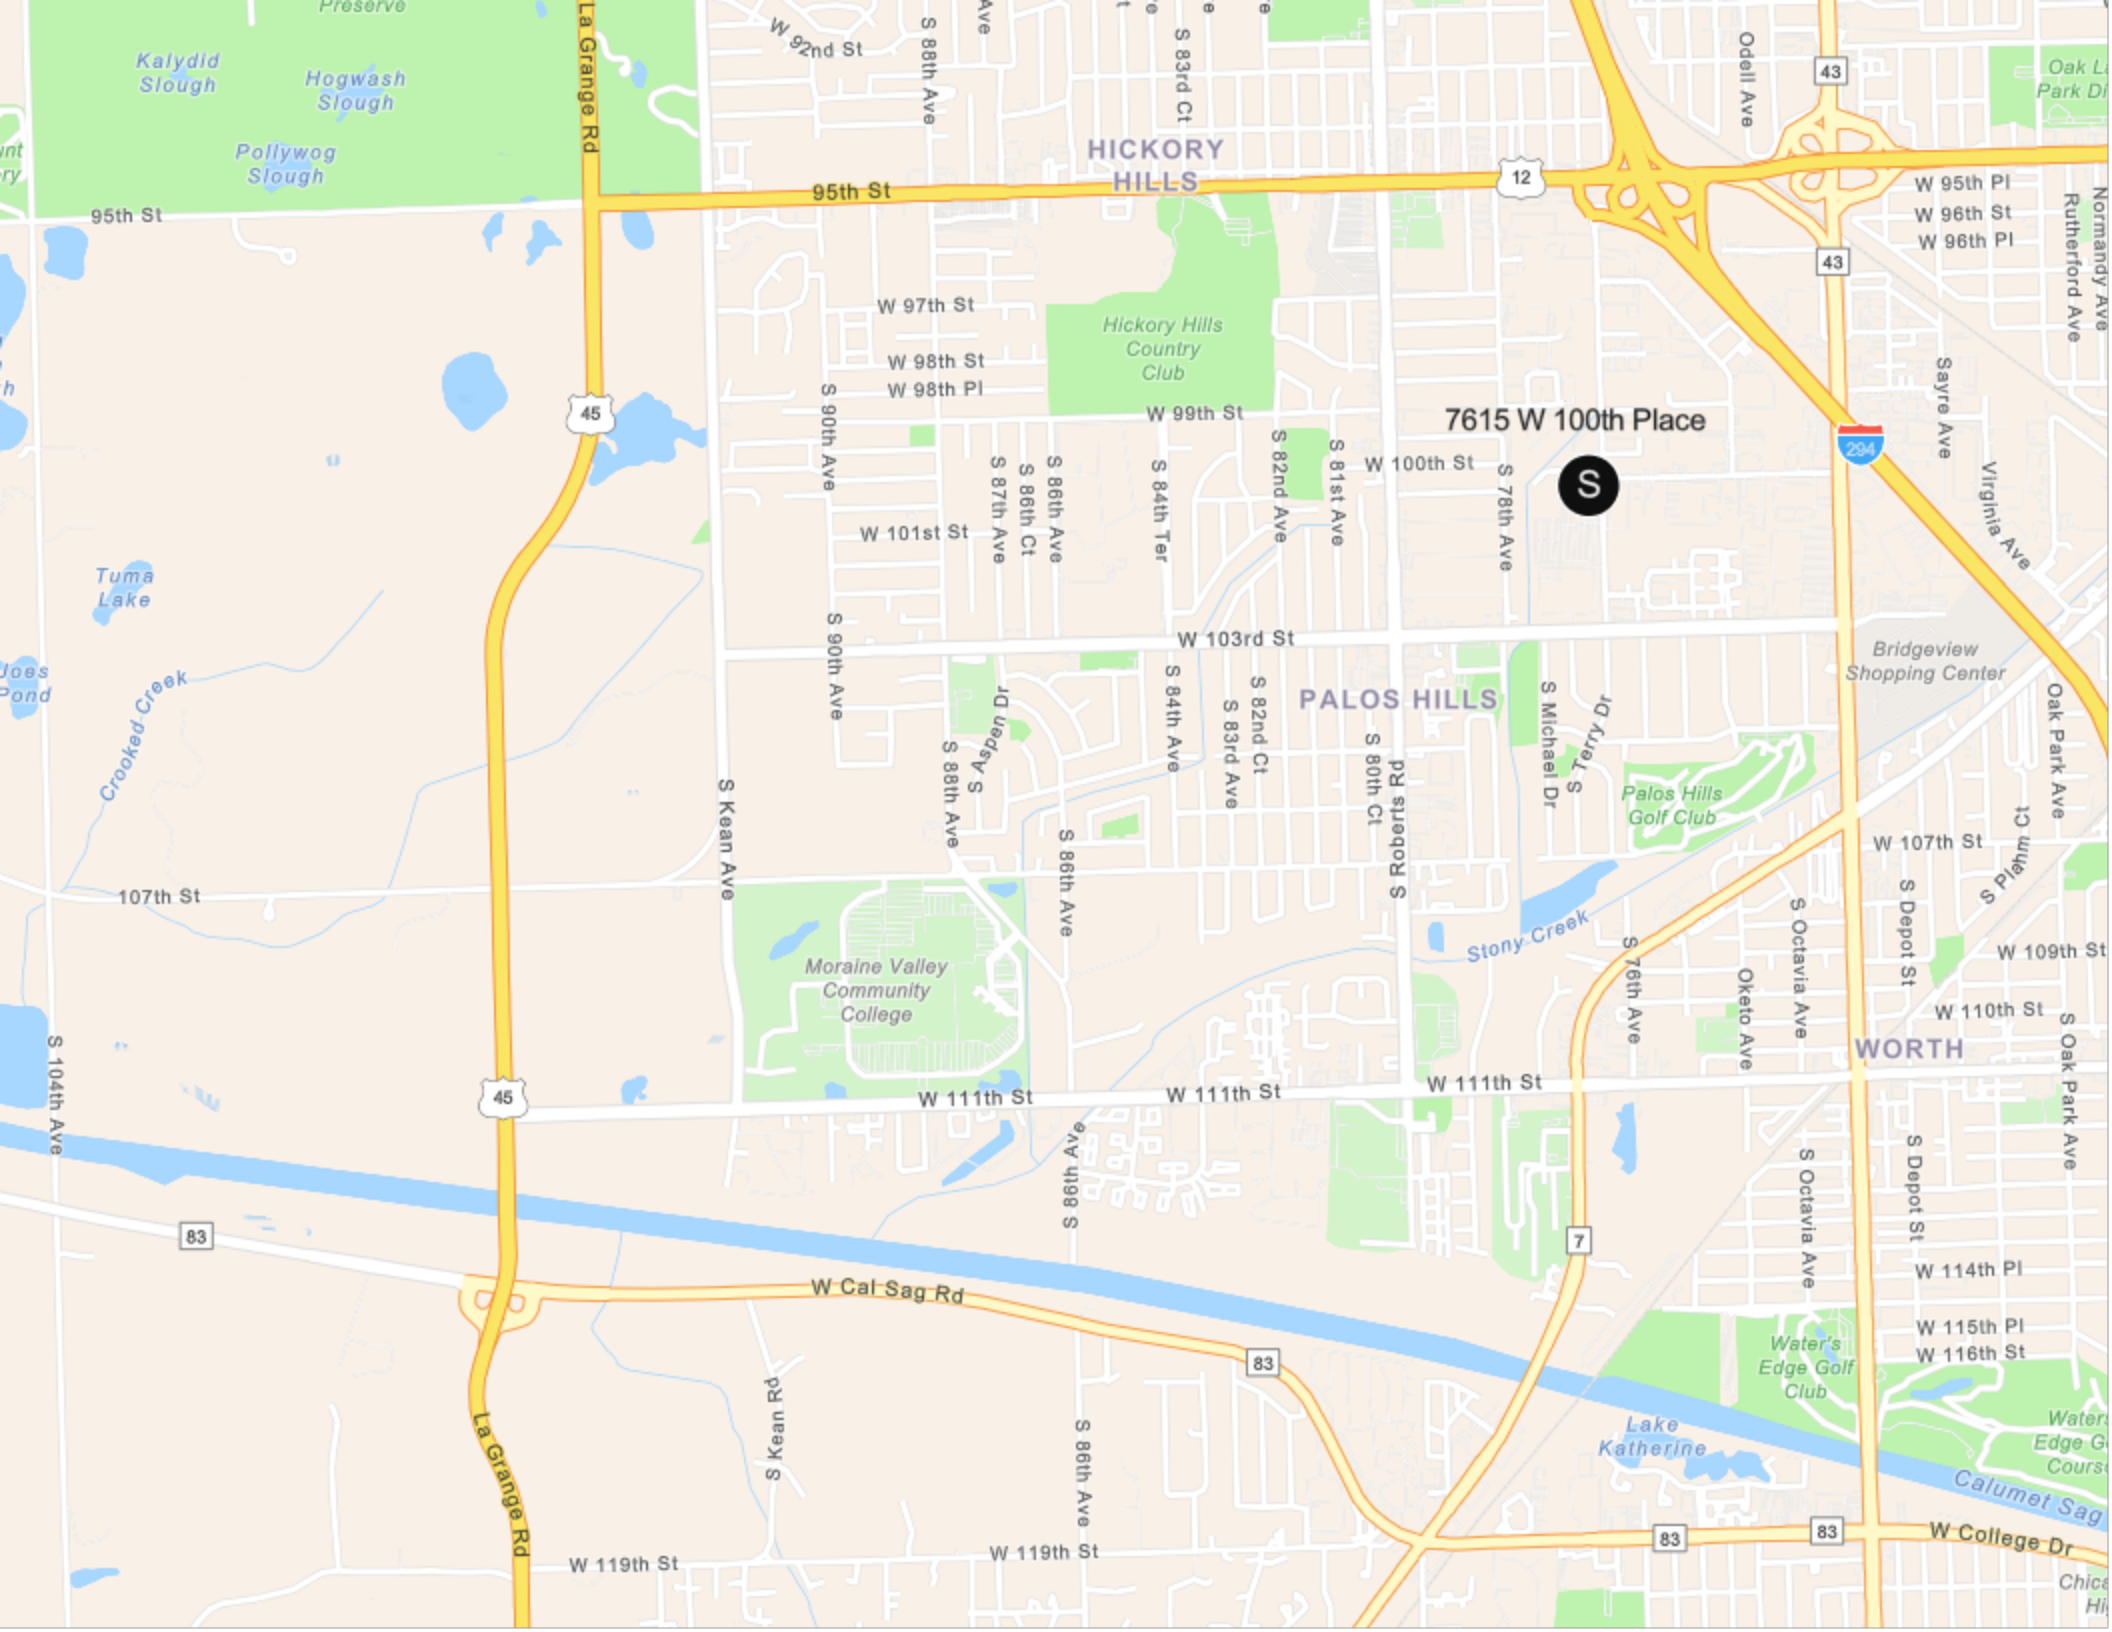 Preserve
Kalydid
Slough
Hogwash
Slough
Pollywog
Slough
La Grange Rd
W 92nd St
S 88th Ave
Ave
S 83rd Ct
Odell Ave
43
HICKORY
HILLS
12
95th St
95th St
W 95th Pl
W 96th St
W 96th Pl
43
Rutherford Ave
Normandy Ave
W 97th St
Hickory Hills
Country
Club
W 98th St
W 98th Pl
W 99th St
45
S 90th Ave
7615 W 100th Place
S
294
Sayre Ave
Virginia Ave
S 87th Ave
S 86th Ct
S 86th Ave
S 84th Ter
S 82nd Ave
S 81st Ave
W 100th St
S 78th Ave
W 101st St
Tuma
Lake
Joes
Pond
Crooked Creek
S 90th Ave
W 103rd St
PALOS HILLS
Bridgeview
Shopping Center
S 88th Ave
S Aspen Dr
S 84th Ave
S 83rd Ave
S 82nd Ct
S 80th Ct
S Roberts Rd
S Michael Dr
S Terry Dr
Palos Hills
Golf Club
Oak Park Ave
S Kean Ave
S 86th Ave
W 107th St
107th St
Moraine Valley
Community
College
Stony Creek
S 76th Ave
Oketo Ave
S Octavia Ave
S Depot St
W 109th St
W 110th St
WORTH
S Oak Park Ave
S 104th Ave
45
W 111th St
W 111th St
W 111th St
S 86th Ave
S Octavia Ave
S Depot St
83
7
W Cal Sag Rd
W 114th Pl
W 115th Pl
W 116th St
83
Water's
Edge Golf
Club
S Kean Rd
La Grange Rd
S 86th Ave
Lake
Katherine
Calumet Sag
W 119th St
W 119th St
83
83
W College Dr